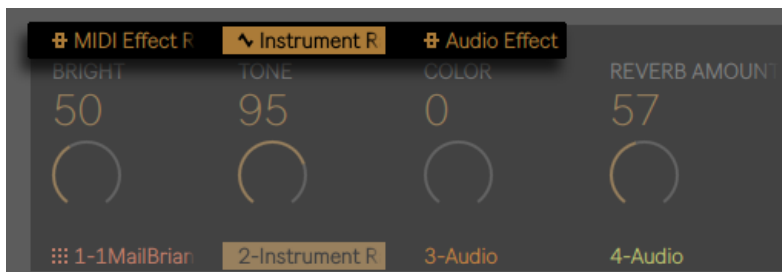 MIDI Effect R Instrument R Audio Effect
BRIGHT TONE COLOR REVERB AMOUNT
50 95 0 57
1-1MailBrian 2-Instrument R 3-Audio 4-Audio